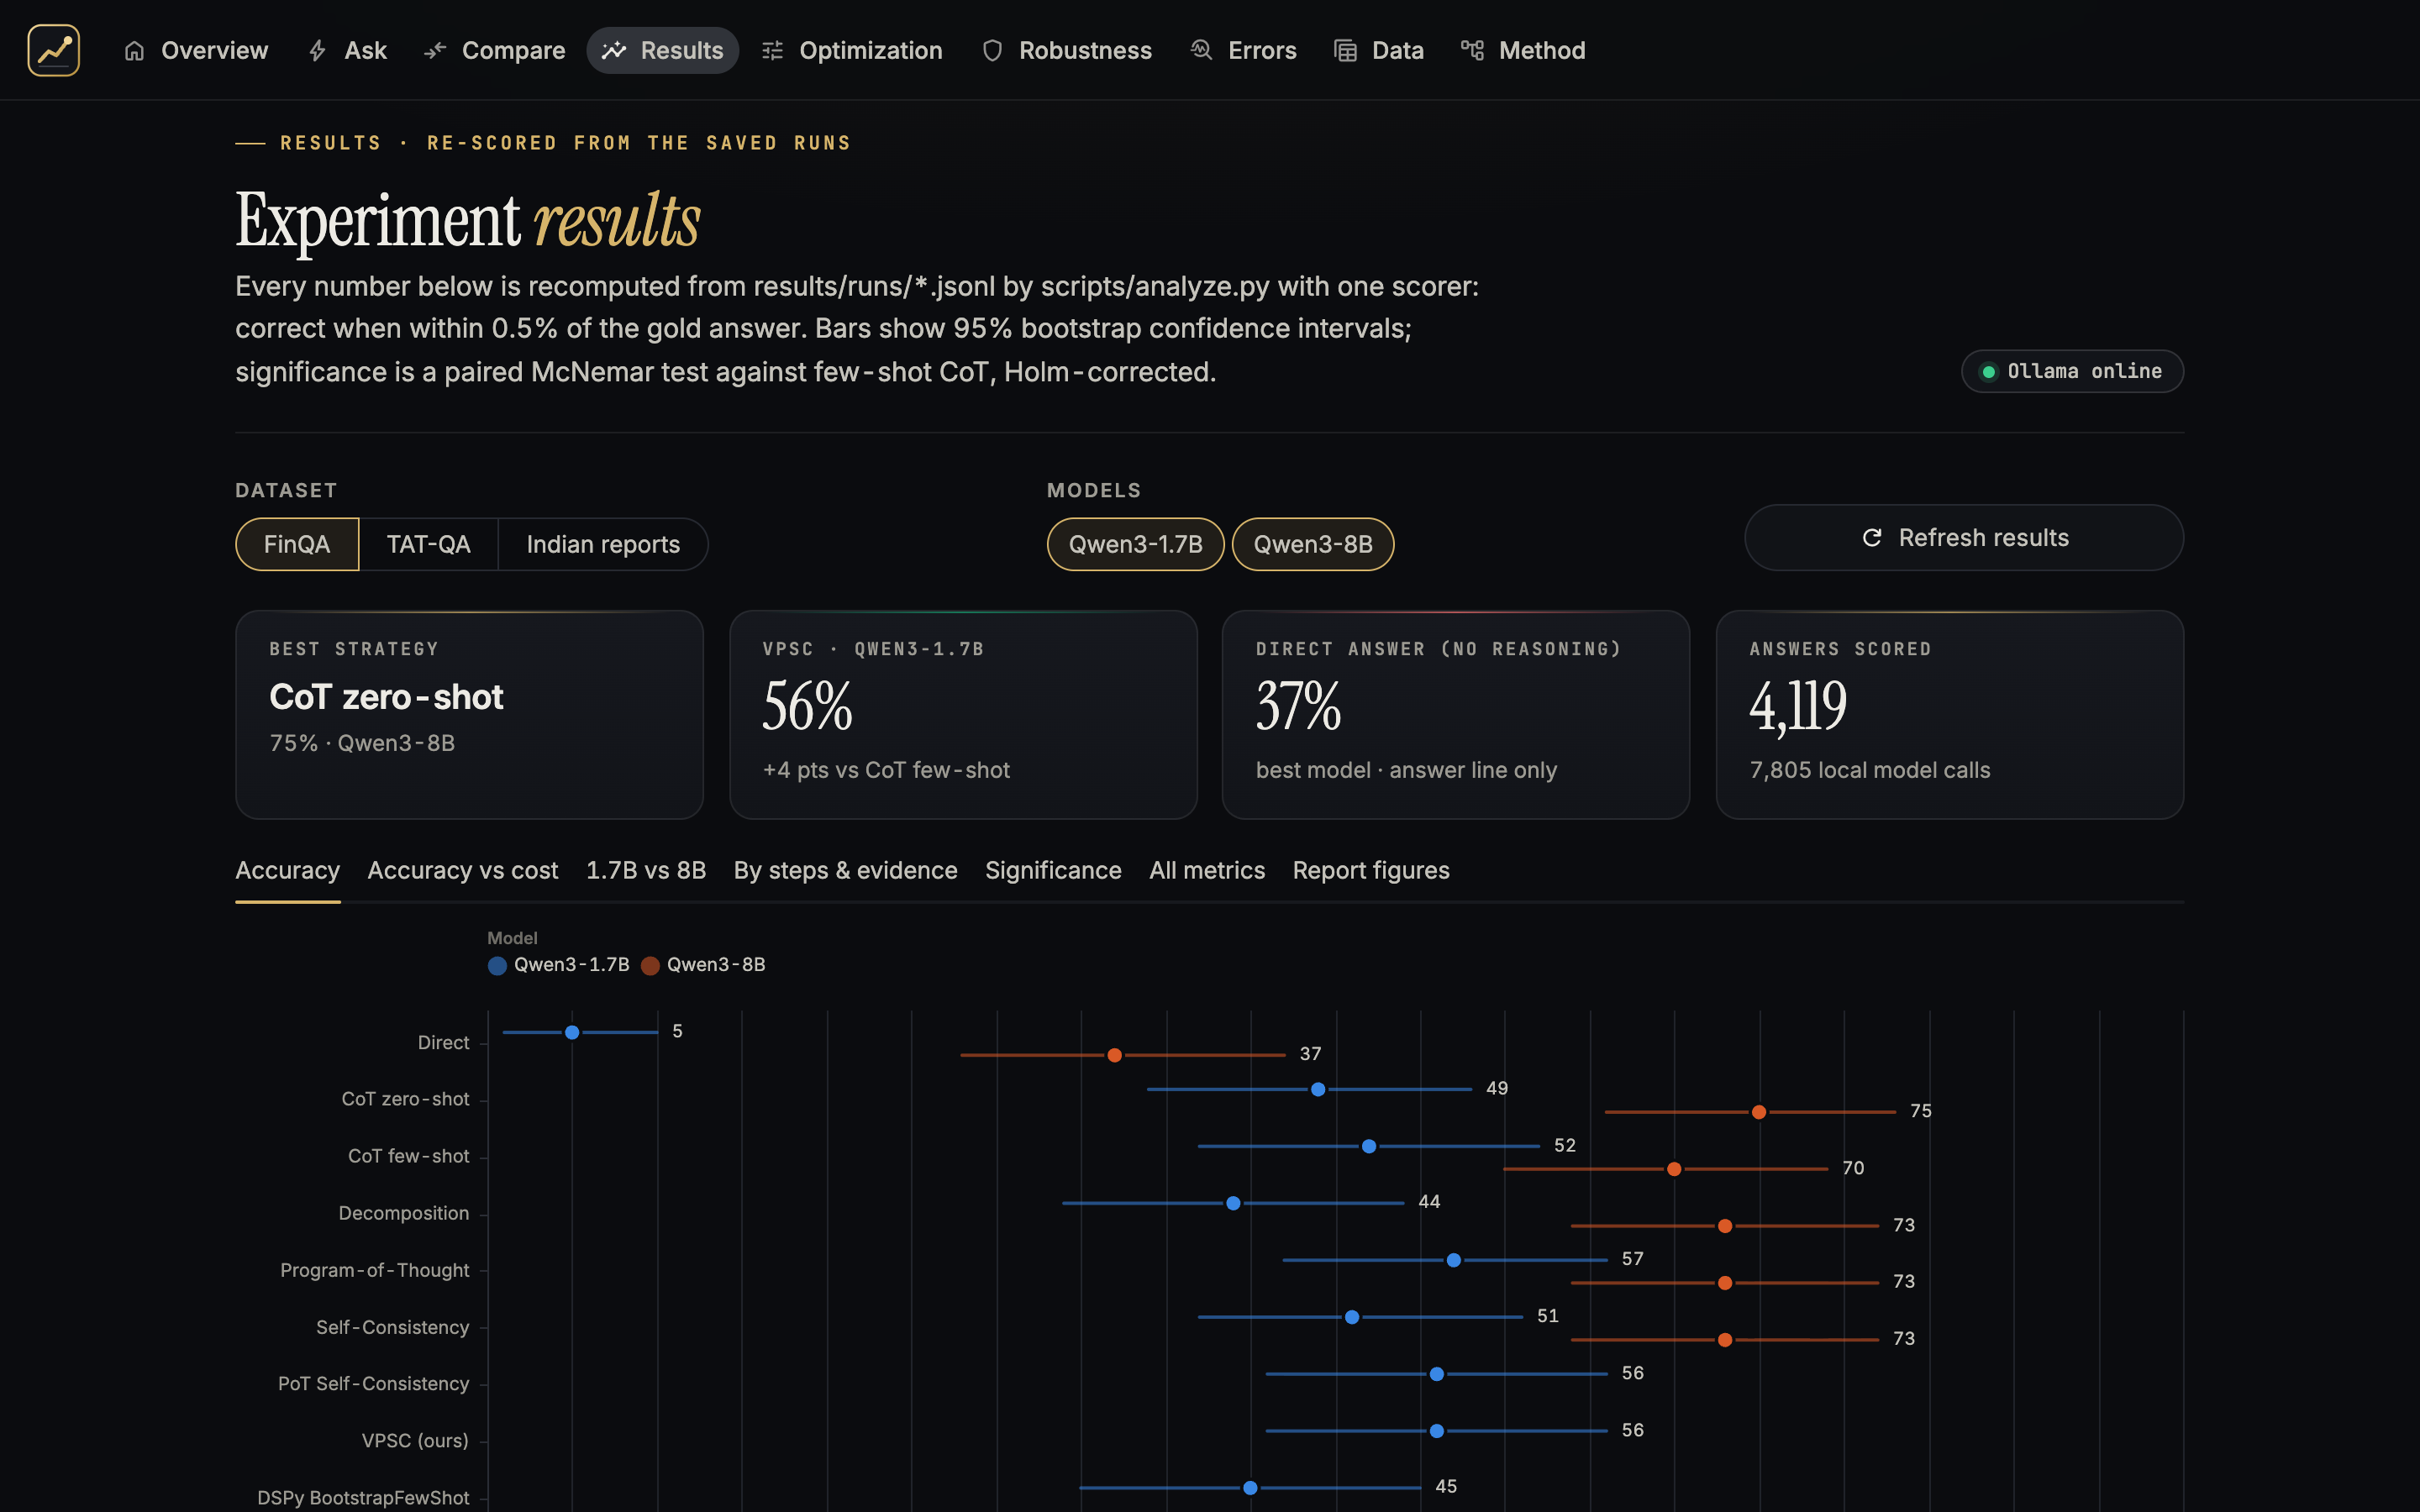 Overview Ask Compare Results Optimization Robustness Errors Data Method
RESULTS · RE-SCORED FROM THE SAVED RUNS
Experiment results
Every number below is recomputed from results/runs/*.jsonl by scripts/analyze.py with one scorer:
correct when within 0.5% of the gold answer. Bars show 95% bootstrap confidence intervals;
significance is a paired McNemar test against few-shot CoT, Holm-corrected.
Ollama online
DATASET
FinQA TAT-QA Indian reports
MODELS
Qwen3-1.7B Qwen3-8B
Refresh results
BEST STRATEGY
CoT zero-shot
75% · Qwen3-8B
VPSC · QWEN3-1.7B
56%
+4 pts vs CoT few-shot
DIRECT ANSWER (NO REASONING)
37%
best model · answer line only
ANSWERS SCORED
4,119
7,805 local model calls
Accuracy Accuracy vs cost 1.7B vs 8B By steps & evidence Significance All metrics Report figures
Model
Qwen3-1.7B Qwen3-8B
Direct 5 37
CoT zero-shot 49 75
CoT few-shot 52 70
Decomposition 44 73
Program-of-Thought 57 73
Self-Consistency 51 73
PoT Self-Consistency 56
VPSC (ours) 56
DSPy BootstrapFewShot 45